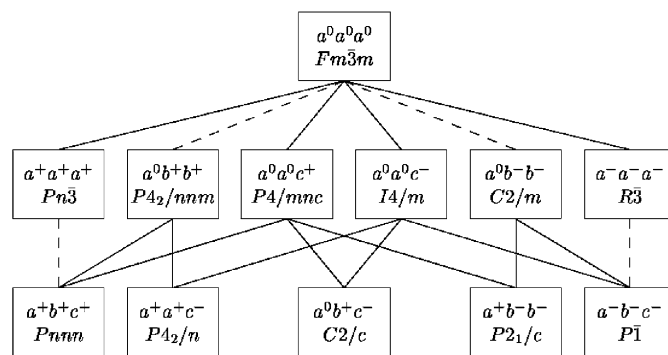 a⁰a⁰a⁰
Fm3̄m
a⁺a⁺a⁺
Pn3̄
a⁰b⁺b⁺
P4₂/nnm
a⁰a⁰c⁺
P4/mnc
a⁰a⁰c⁻
I4/m
a⁰b⁻b⁻
C2/m
a⁻a⁻a⁻
R3̄
a⁺b⁺c⁺
Pnnn
a⁺a⁺c⁻
P4₂/n
a⁰b⁺c⁻
C2/c
a⁺b⁻b⁻
P2₁/c
a⁻b⁻c⁻
P1̄